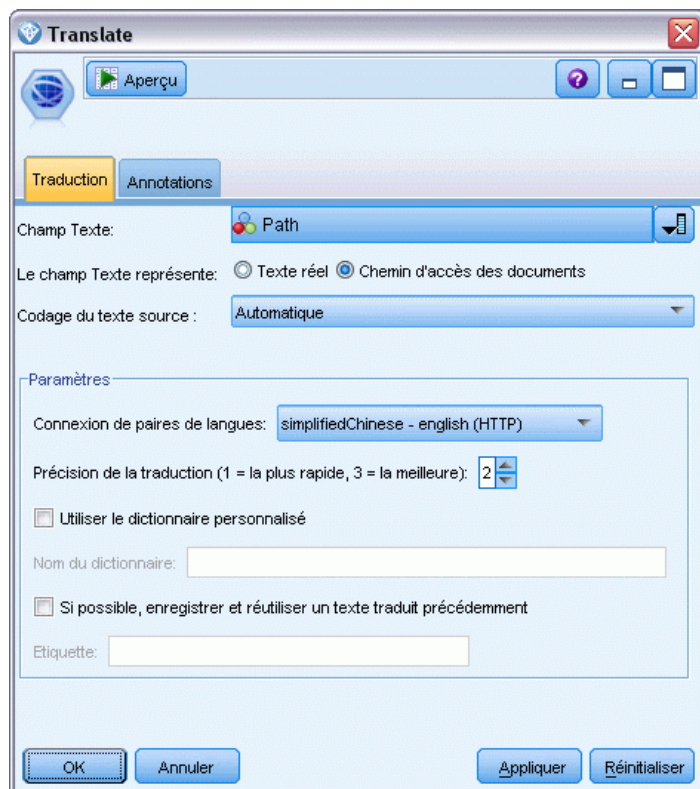 Translate
Aperçu
?
Traduction Annotations
Champ Texte: Path
Le champ Texte représente: Texte réel Chemin d'accès des documents
Codage du texte source : Automatique
Paramètres
Connexion de paires de langues: simplifiedChinese - english (HTTP)
Précision de la traduction (1 = la plus rapide, 3 = la meilleure): 2
Utiliser le dictionnaire personnalisé
Nom du dictionnaire:
Si possible, enregistrer et réutiliser un texte traduit précédemment
Etiquette:
OK Annuler Appliquer Réinitialiser